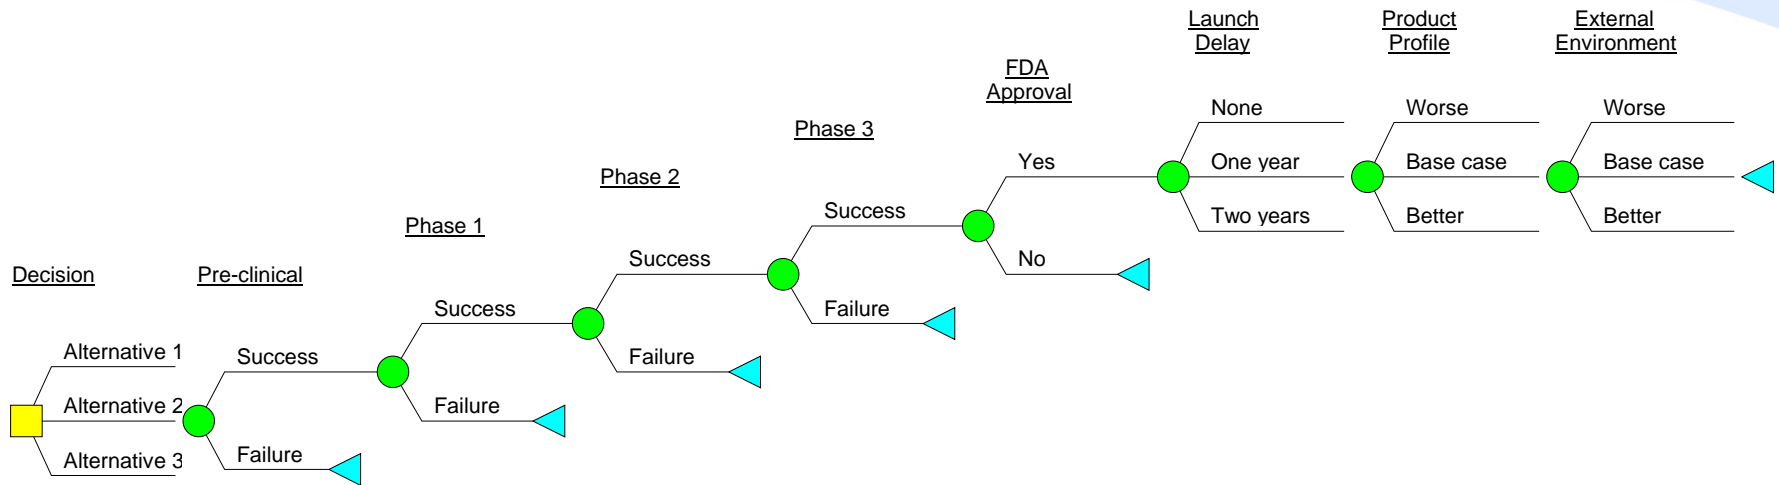 Launch
Delay
Product
Profile
External
Environment
FDA
Approval
Phase 3
Phase 2
Phase 1
Decision
Pre-clinical
Alternative 1
Alternative 2
Alternative 3
Success
Failure
Success
Failure
Success
Failure
Success
Failure
Yes
No
None
One year
Two years
Worse
Base case
Better
Worse
Base case
Better